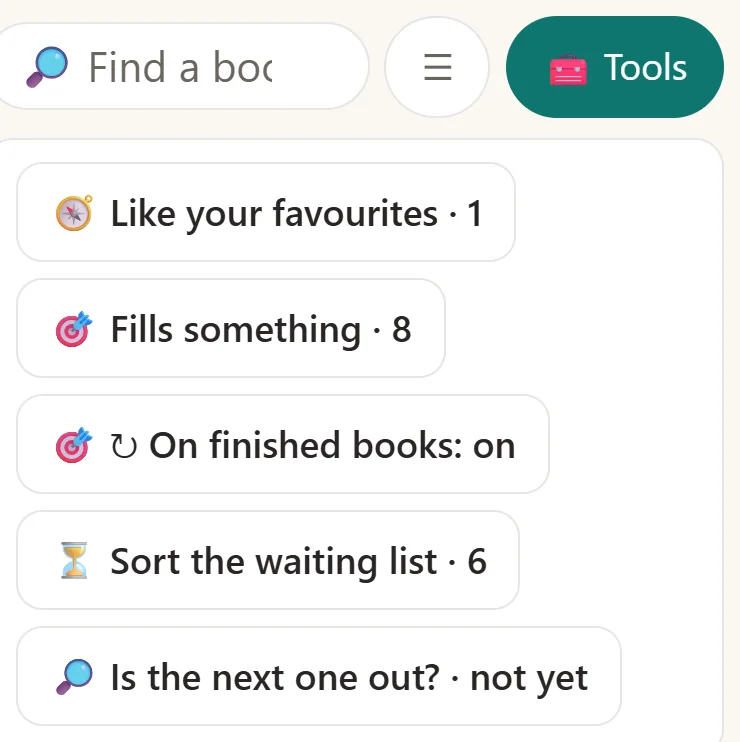 Find a boo
Tools
Like your favourites · 1
Fills something · 8
↻ On finished books: on
Sort the waiting list · 6
Is the next one out? · not yet